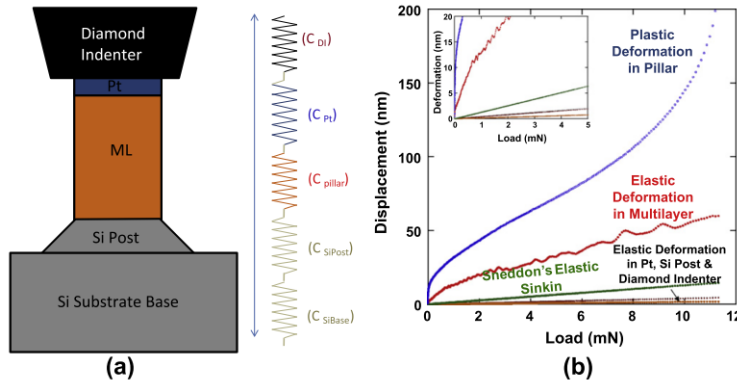 Diamond
Indenter
Pt
ML
Si Post
Si Substrate Base
(C DI)
(C Pt)
(C pillar)
(C SiPost)
(C SiBase)
(a)
Displacement (nm)
200
150
100
50
0
0 2 4 6 8 10 12
Load (mN)
Deformation (nm)
20
15
10
5
0
0 1 2 3 4 5
Load (mN)
Plastic
Deformation
in Pillar
Elastic
Deformation
in Multilayer
Elastic Deformation
in Pt, Si Post &
Diamond Indenter
Sheddon's Elastic
Sinkin
(b)